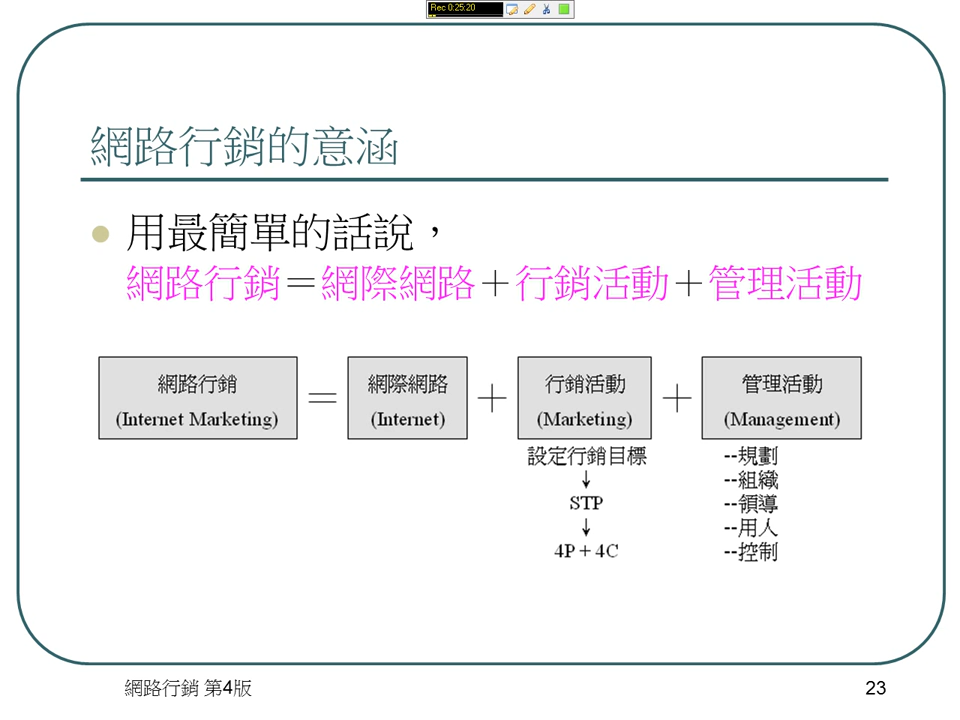 Rec 0:25:20
網路行銷的意涵
用最簡單的話說，
網路行銷＝網際網路＋行銷活動＋管理活動
網路行銷 ＝ 網際網路 ＋ 行銷活動 ＋ 管理活動
(Internet Marketing) (Internet) (Marketing) (Management)
設定行銷目標
↓
STP
↓
4P + 4C
--規劃
--組織
--領導
--用人
--控制
網路行銷 第4版
23